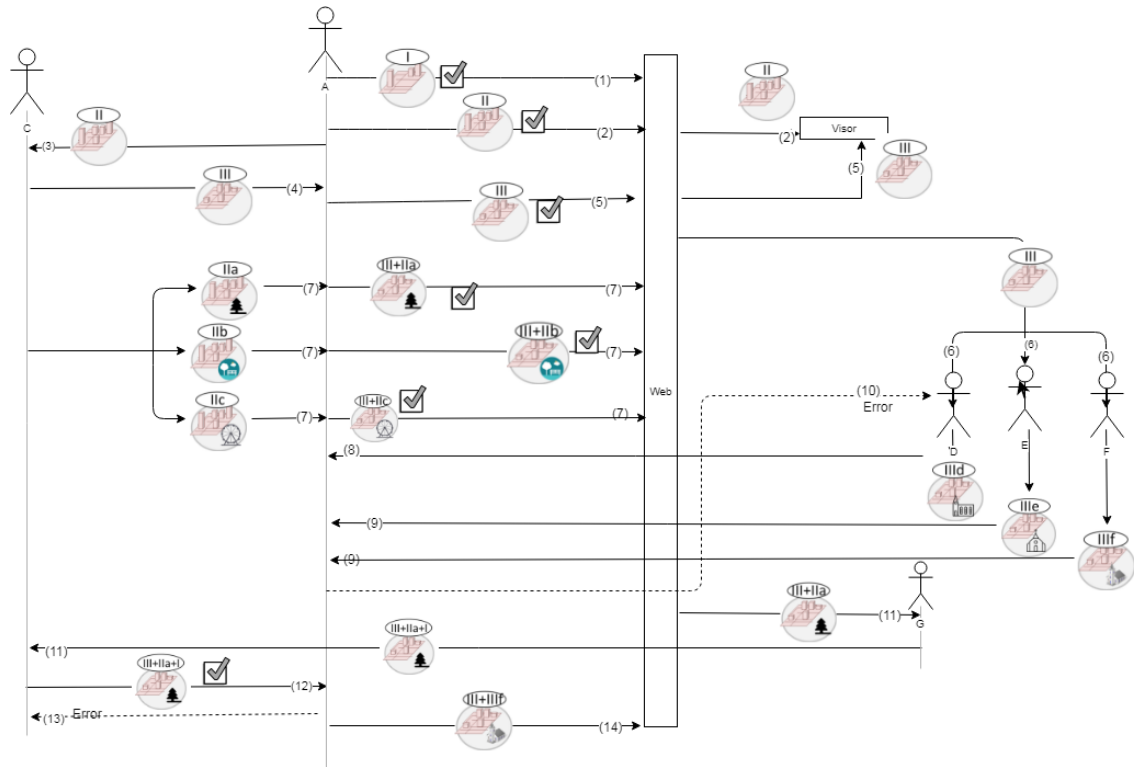 I
A
(1)
II
C
II
(2)
II
(2)
Visor
(3)
II
III
(4)
III
(5)
III
(5)
III
IIa
(7)
III+IIa
(7)
IIb
(7)
III+IIb
(7)
(6)
(6)
(6)
Web
IIc
(7)
III+IIc
(7)
(10)
Error
'D
E
F
(8)
IIId
(9)
IIIe
(9)
IIIf
III+IIa
(11)
G
III+IIa+I
(11)
III+IIa+I
(12)
(13)
Error
III+IIIf
(14)